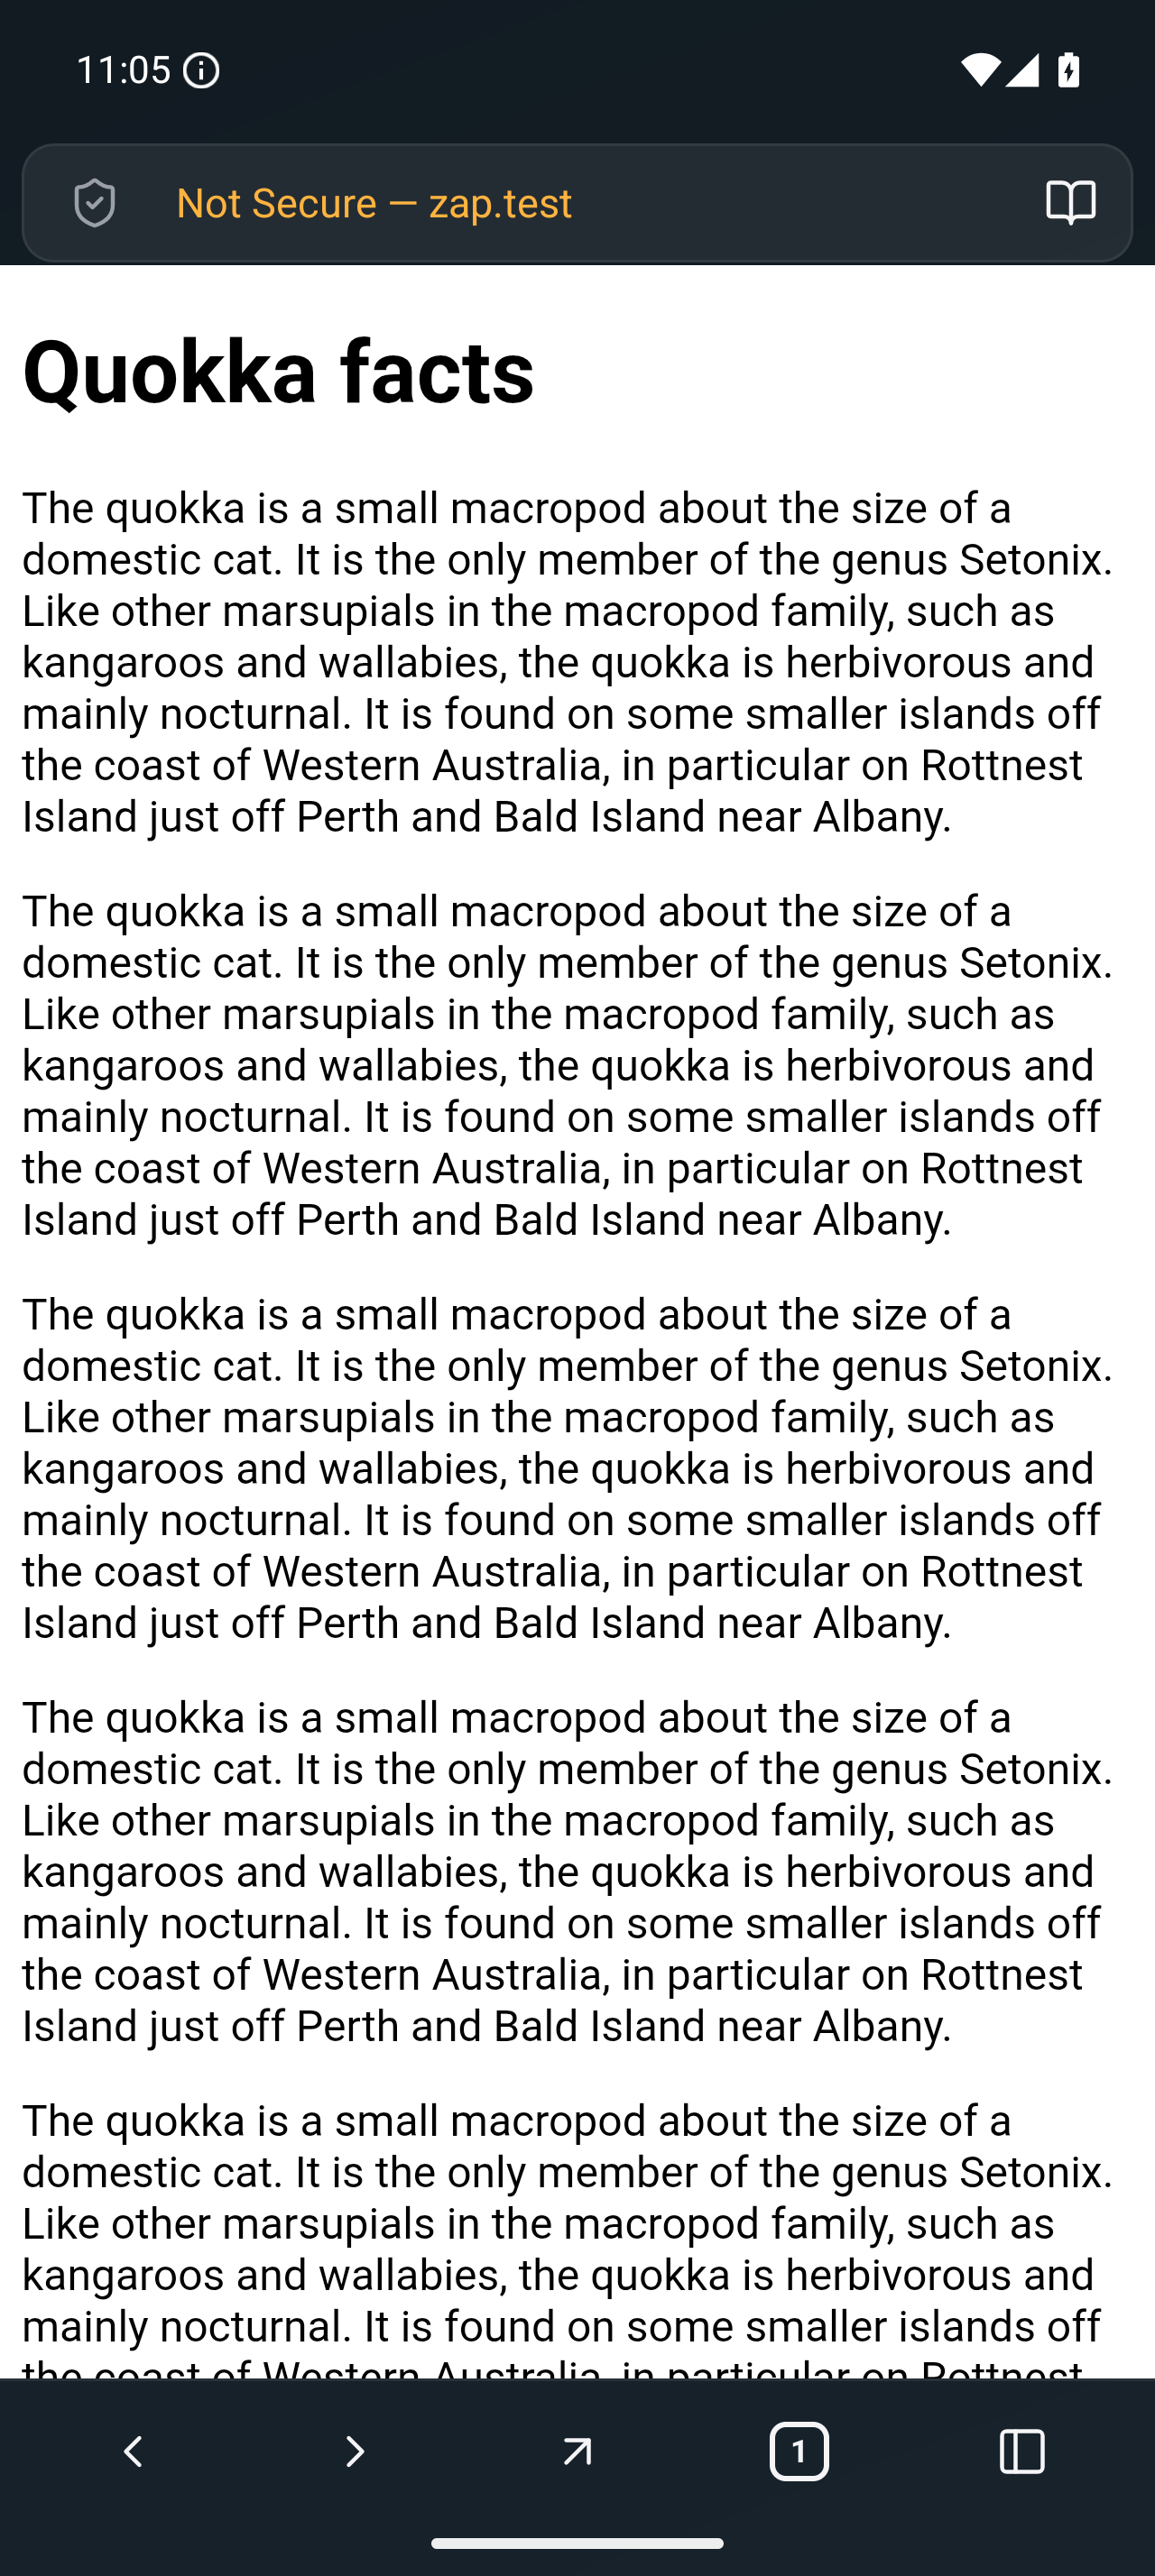 11:05
Not Secure — zap.test
Quokka facts
The quokka is a small macropod about the size of a
domestic cat. It is the only member of the genus Setonix.
Like other marsupials in the macropod family, such as
kangaroos and wallabies, the quokka is herbivorous and
mainly nocturnal. It is found on some smaller islands off
the coast of Western Australia, in particular on Rottnest
Island just off Perth and Bald Island near Albany.
The quokka is a small macropod about the size of a
domestic cat. It is the only member of the genus Setonix.
Like other marsupials in the macropod family, such as
kangaroos and wallabies, the quokka is herbivorous and
mainly nocturnal. It is found on some smaller islands off
the coast of Western Australia, in particular on Rottnest
Island just off Perth and Bald Island near Albany.
The quokka is a small macropod about the size of a
domestic cat. It is the only member of the genus Setonix.
Like other marsupials in the macropod family, such as
kangaroos and wallabies, the quokka is herbivorous and
mainly nocturnal. It is found on some smaller islands off
the coast of Western Australia, in particular on Rottnest
Island just off Perth and Bald Island near Albany.
The quokka is a small macropod about the size of a
domestic cat. It is the only member of the genus Setonix.
Like other marsupials in the macropod family, such as
kangaroos and wallabies, the quokka is herbivorous and
mainly nocturnal. It is found on some smaller islands off
the coast of Western Australia, in particular on Rottnest
Island just off Perth and Bald Island near Albany.
The quokka is a small macropod about the size of a
domestic cat. It is the only member of the genus Setonix.
Like other marsupials in the macropod family, such as
kangaroos and wallabies, the quokka is herbivorous and
mainly nocturnal. It is found on some smaller islands off
the coast of Western Australia, in particular on Rottnest
1